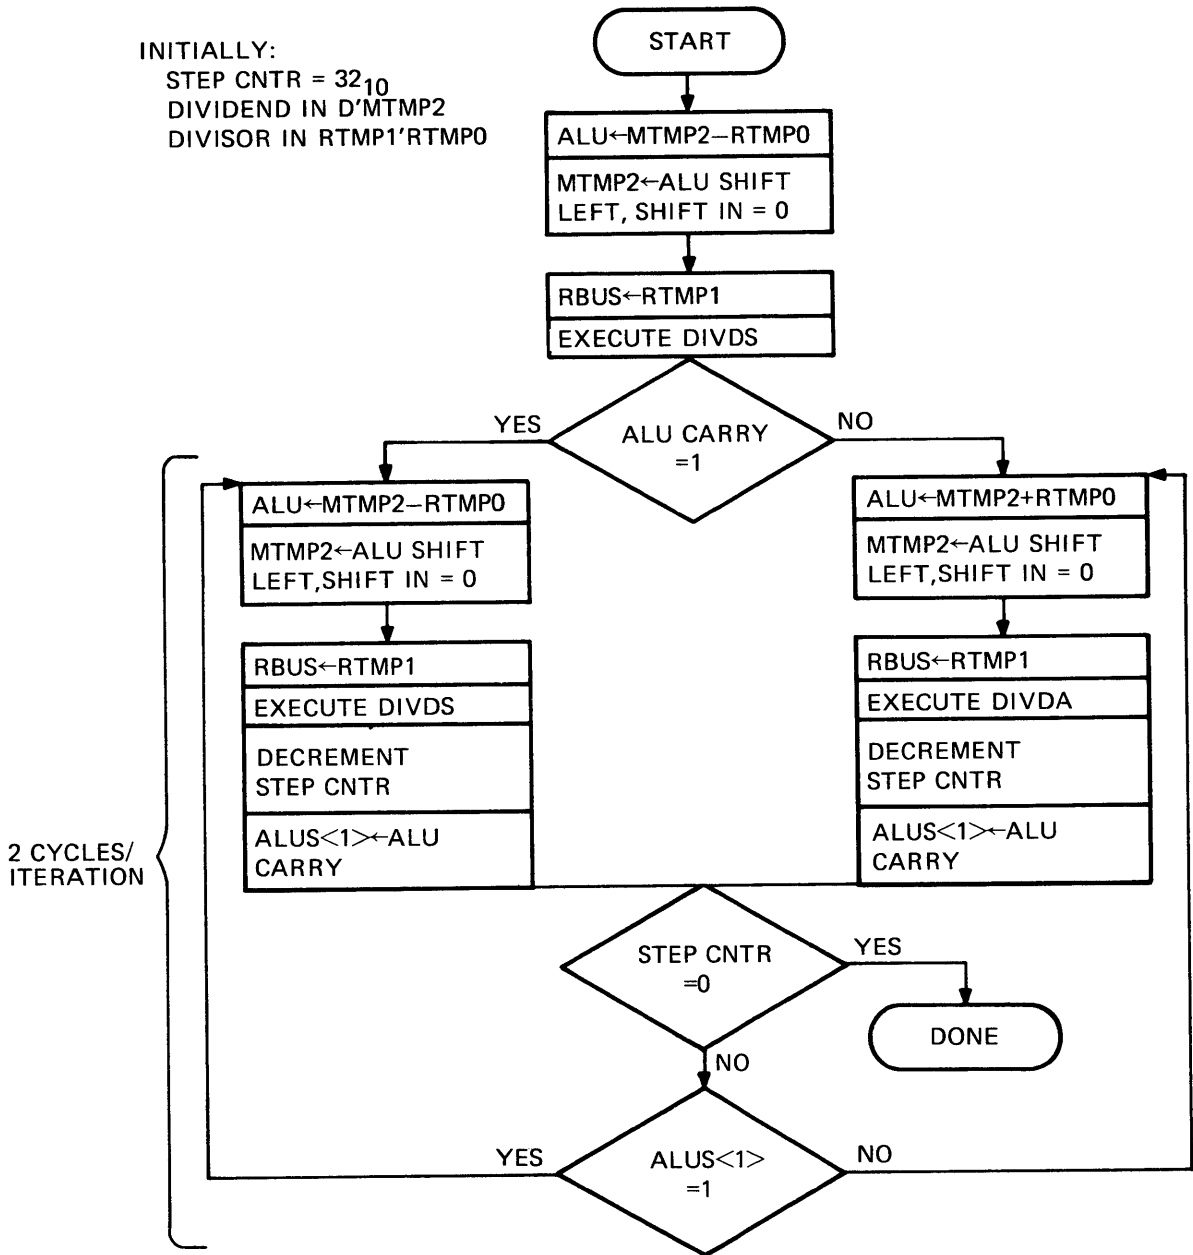 START
INITIALLY:
STEP CNTR = 32₁₀
DIVIDEND IN D'MTMP2
DIVISOR IN RTMP1'RTMP0
ALU←MTMP2−RTMP0
MTMP2←ALU SHIFT
LEFT, SHIFT IN = 0
RBUS←RTMP1
EXECUTE DIVDS
YES
ALU CARRY
=1
NO
ALU←MTMP2−RTMP0
MTMP2←ALU SHIFT
LEFT,SHIFT IN = 0
RBUS←RTMP1
EXECUTE DIVDS
DECREMENT
STEP CNTR
ALUS<1>←ALU
CARRY
ALU←MTMP2+RTMP0
MTMP2←ALU SHIFT
LEFT,SHIFT IN = 0
RBUS←RTMP1
EXECUTE DIVDA
DECREMENT
STEP CNTR
ALUS<1>←ALU
CARRY
2 CYCLES/
ITERATION
STEP CNTR
=0
YES
DONE
NO
YES
ALUS<1>
=1
NO